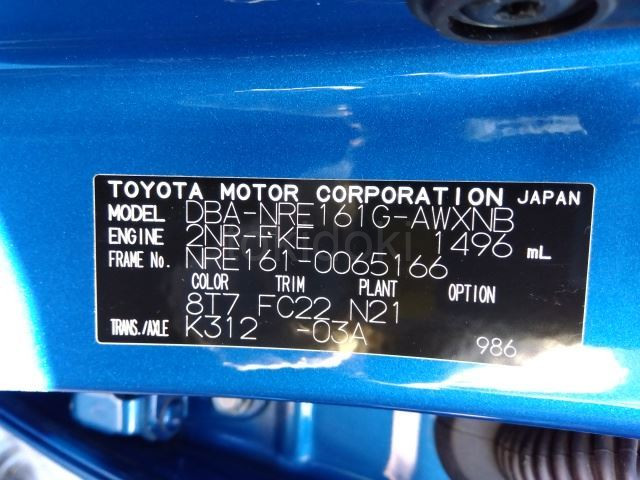 TOYOTA MOTOR CORPORATION JAPAN
MODEL DBA-NRE161G-AWXNB
ENGINE 2NR-FKE 1496 mL
FRAME No. NRE161-0065166
COLOR TRIM PLANT OPTION
8T7 FC22 N21
TRANS./AXLE K312 -03A
986